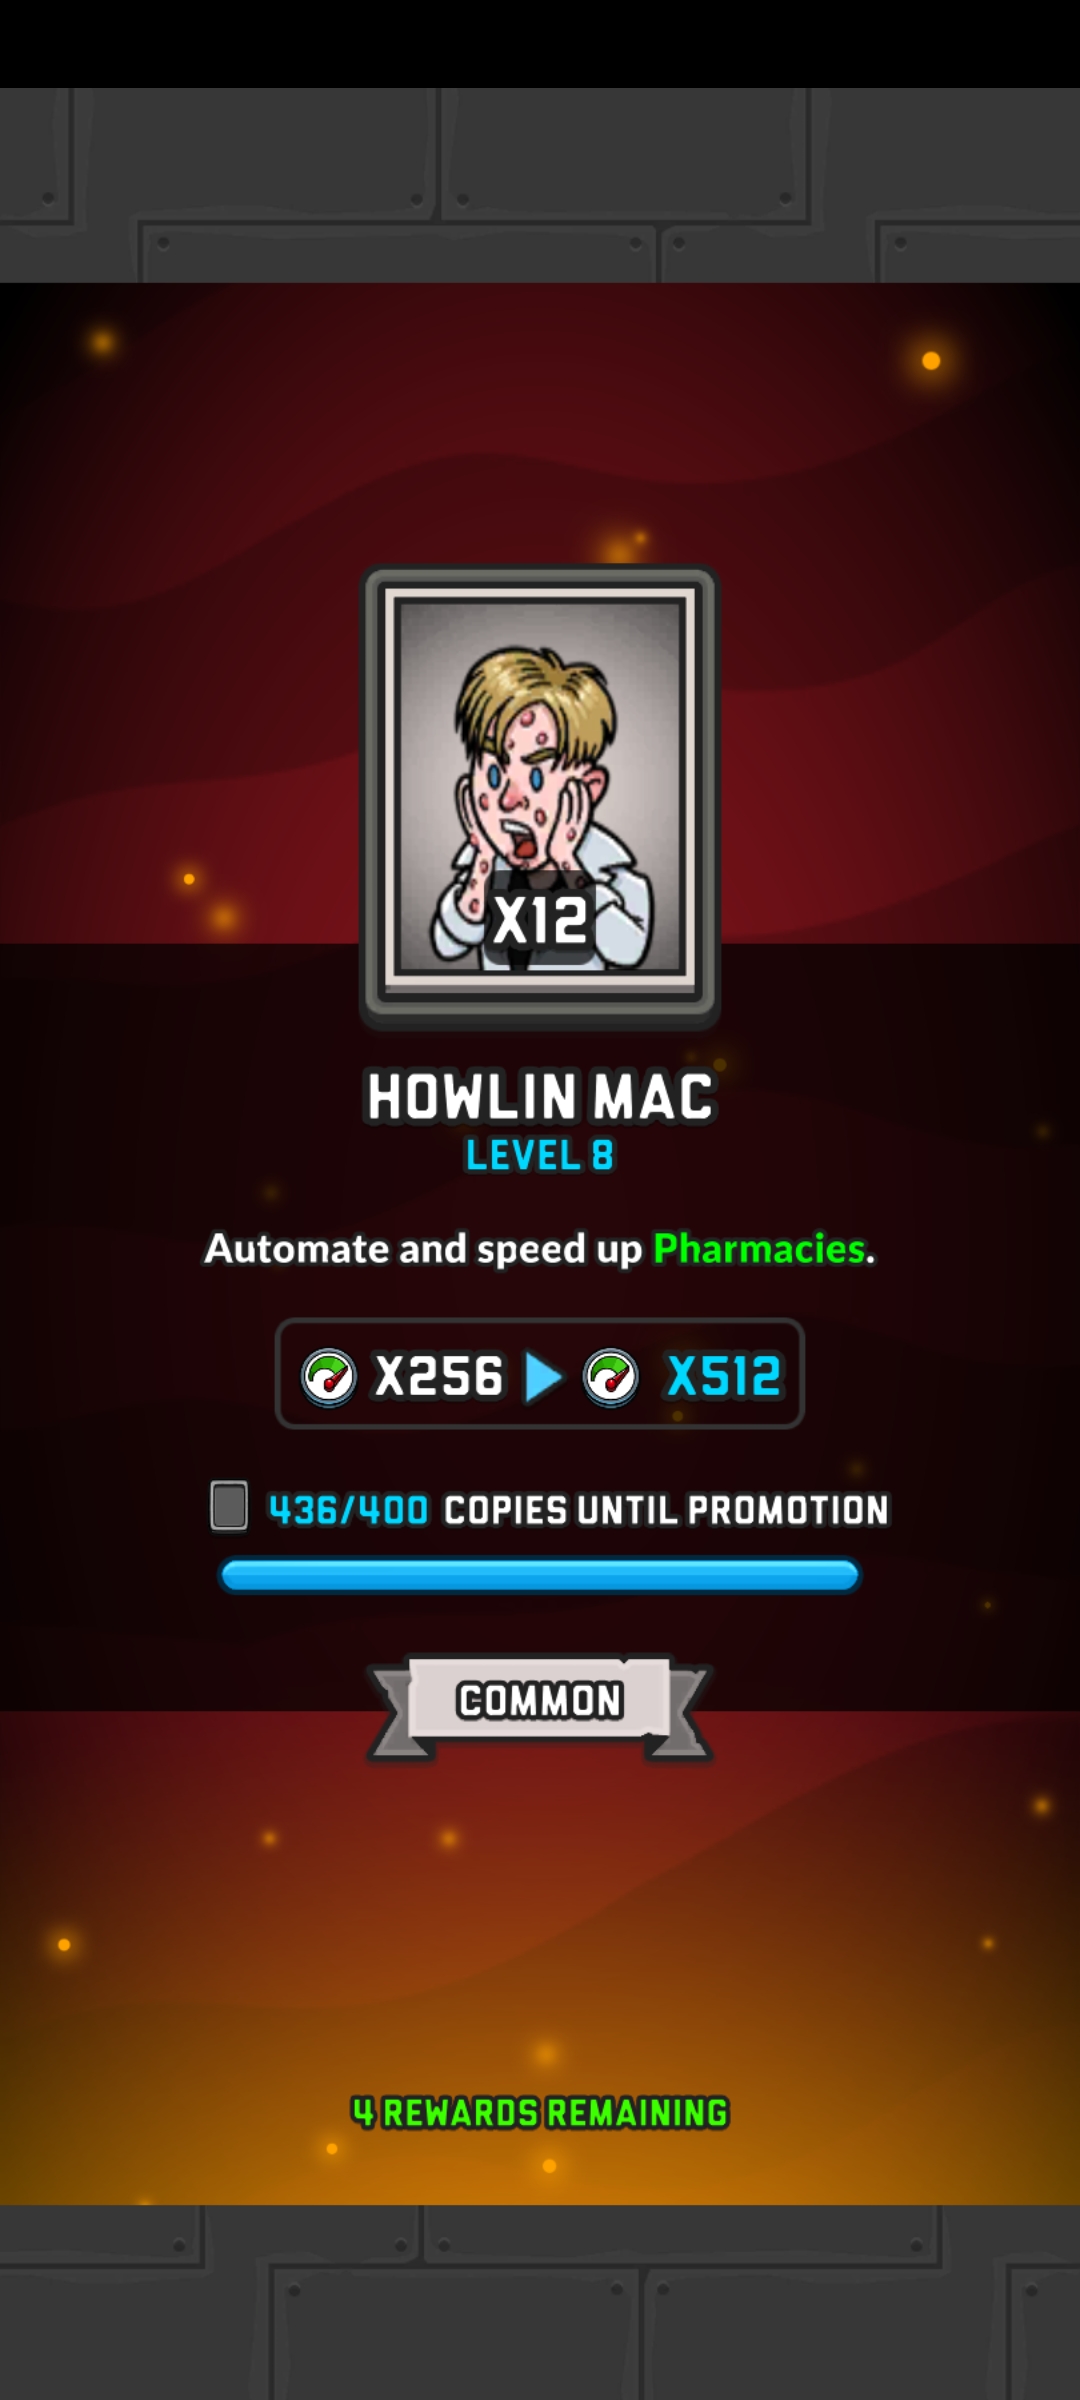 X12
HOWLIN MAC
LEVEL 8
Automate and speed up Pharmacies.
X256 X512
436/400 COPIES UNTIL PROMOTION
COMMON
4 REWARDS REMAINING